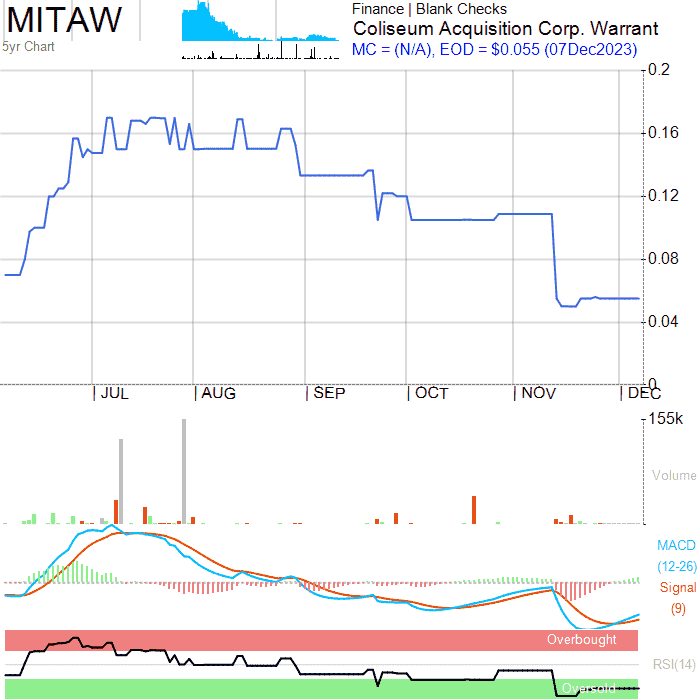 MITAW
5yr Chart
Finance | Blank Checks
Coliseum Acquisition Corp. Warrant
MC = (N/A), EOD = $0.055 (07Dec2023)
0.2
0.16
0.12
0.08
0.04
0
JUL AUG SEP OCT NOV DEC
155k
Volume
MACD
(12-26)
Signal
(9)
Overbought
RSI(14)
Oversold